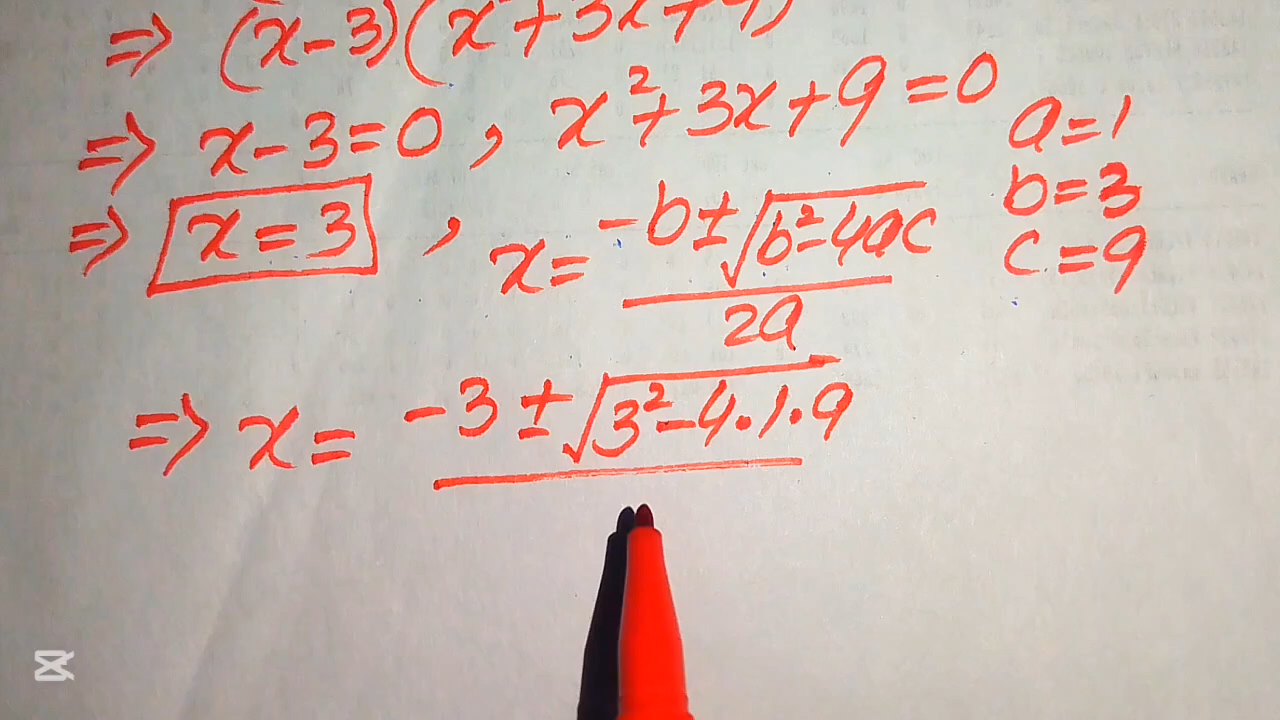 => (x-3)(x²+3x+9)
=> x-3=0, x²+3x+9=0
a=1
b=3
c=9
=> x=3, x= -b±√b²-4ac / 2a
=> x= -3±√3²-4.1.9